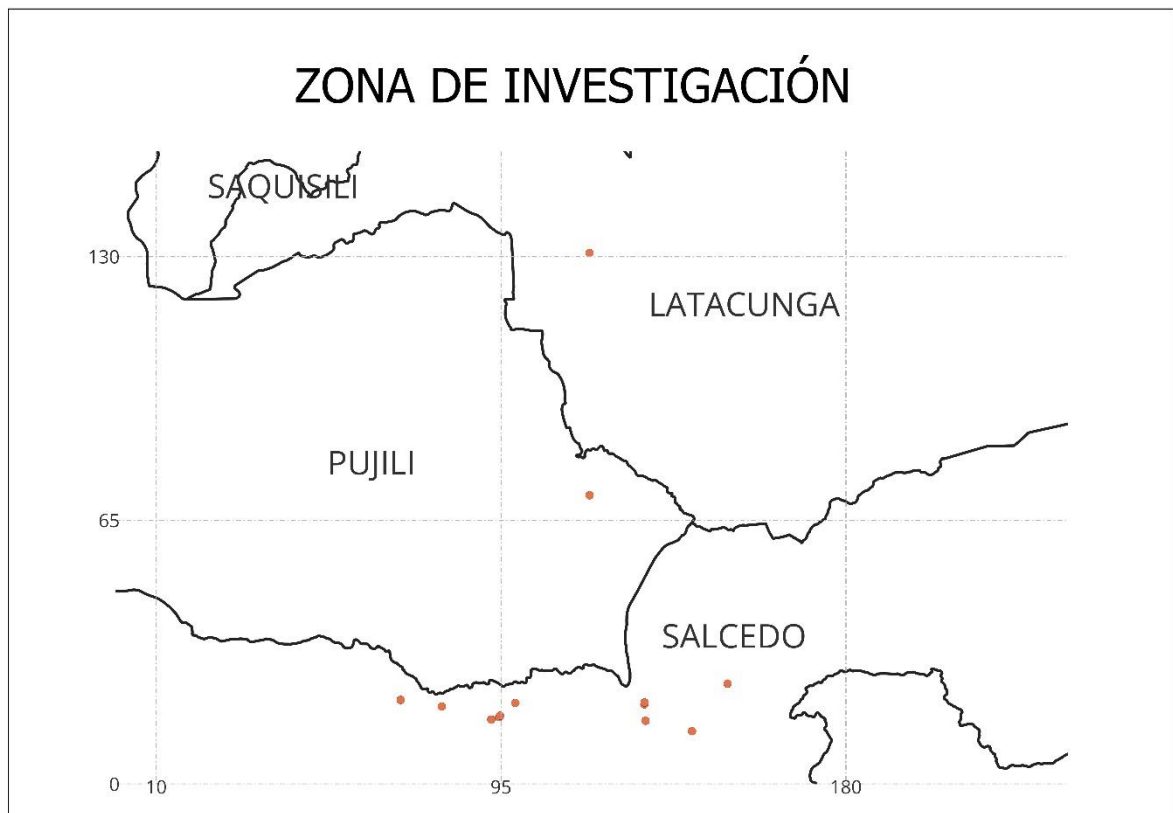 ZONA DE INVESTIGACIÓN
SAQUISILI
130
LATACUNGA
PUJILI
65
SALCEDO
0
10
95
180